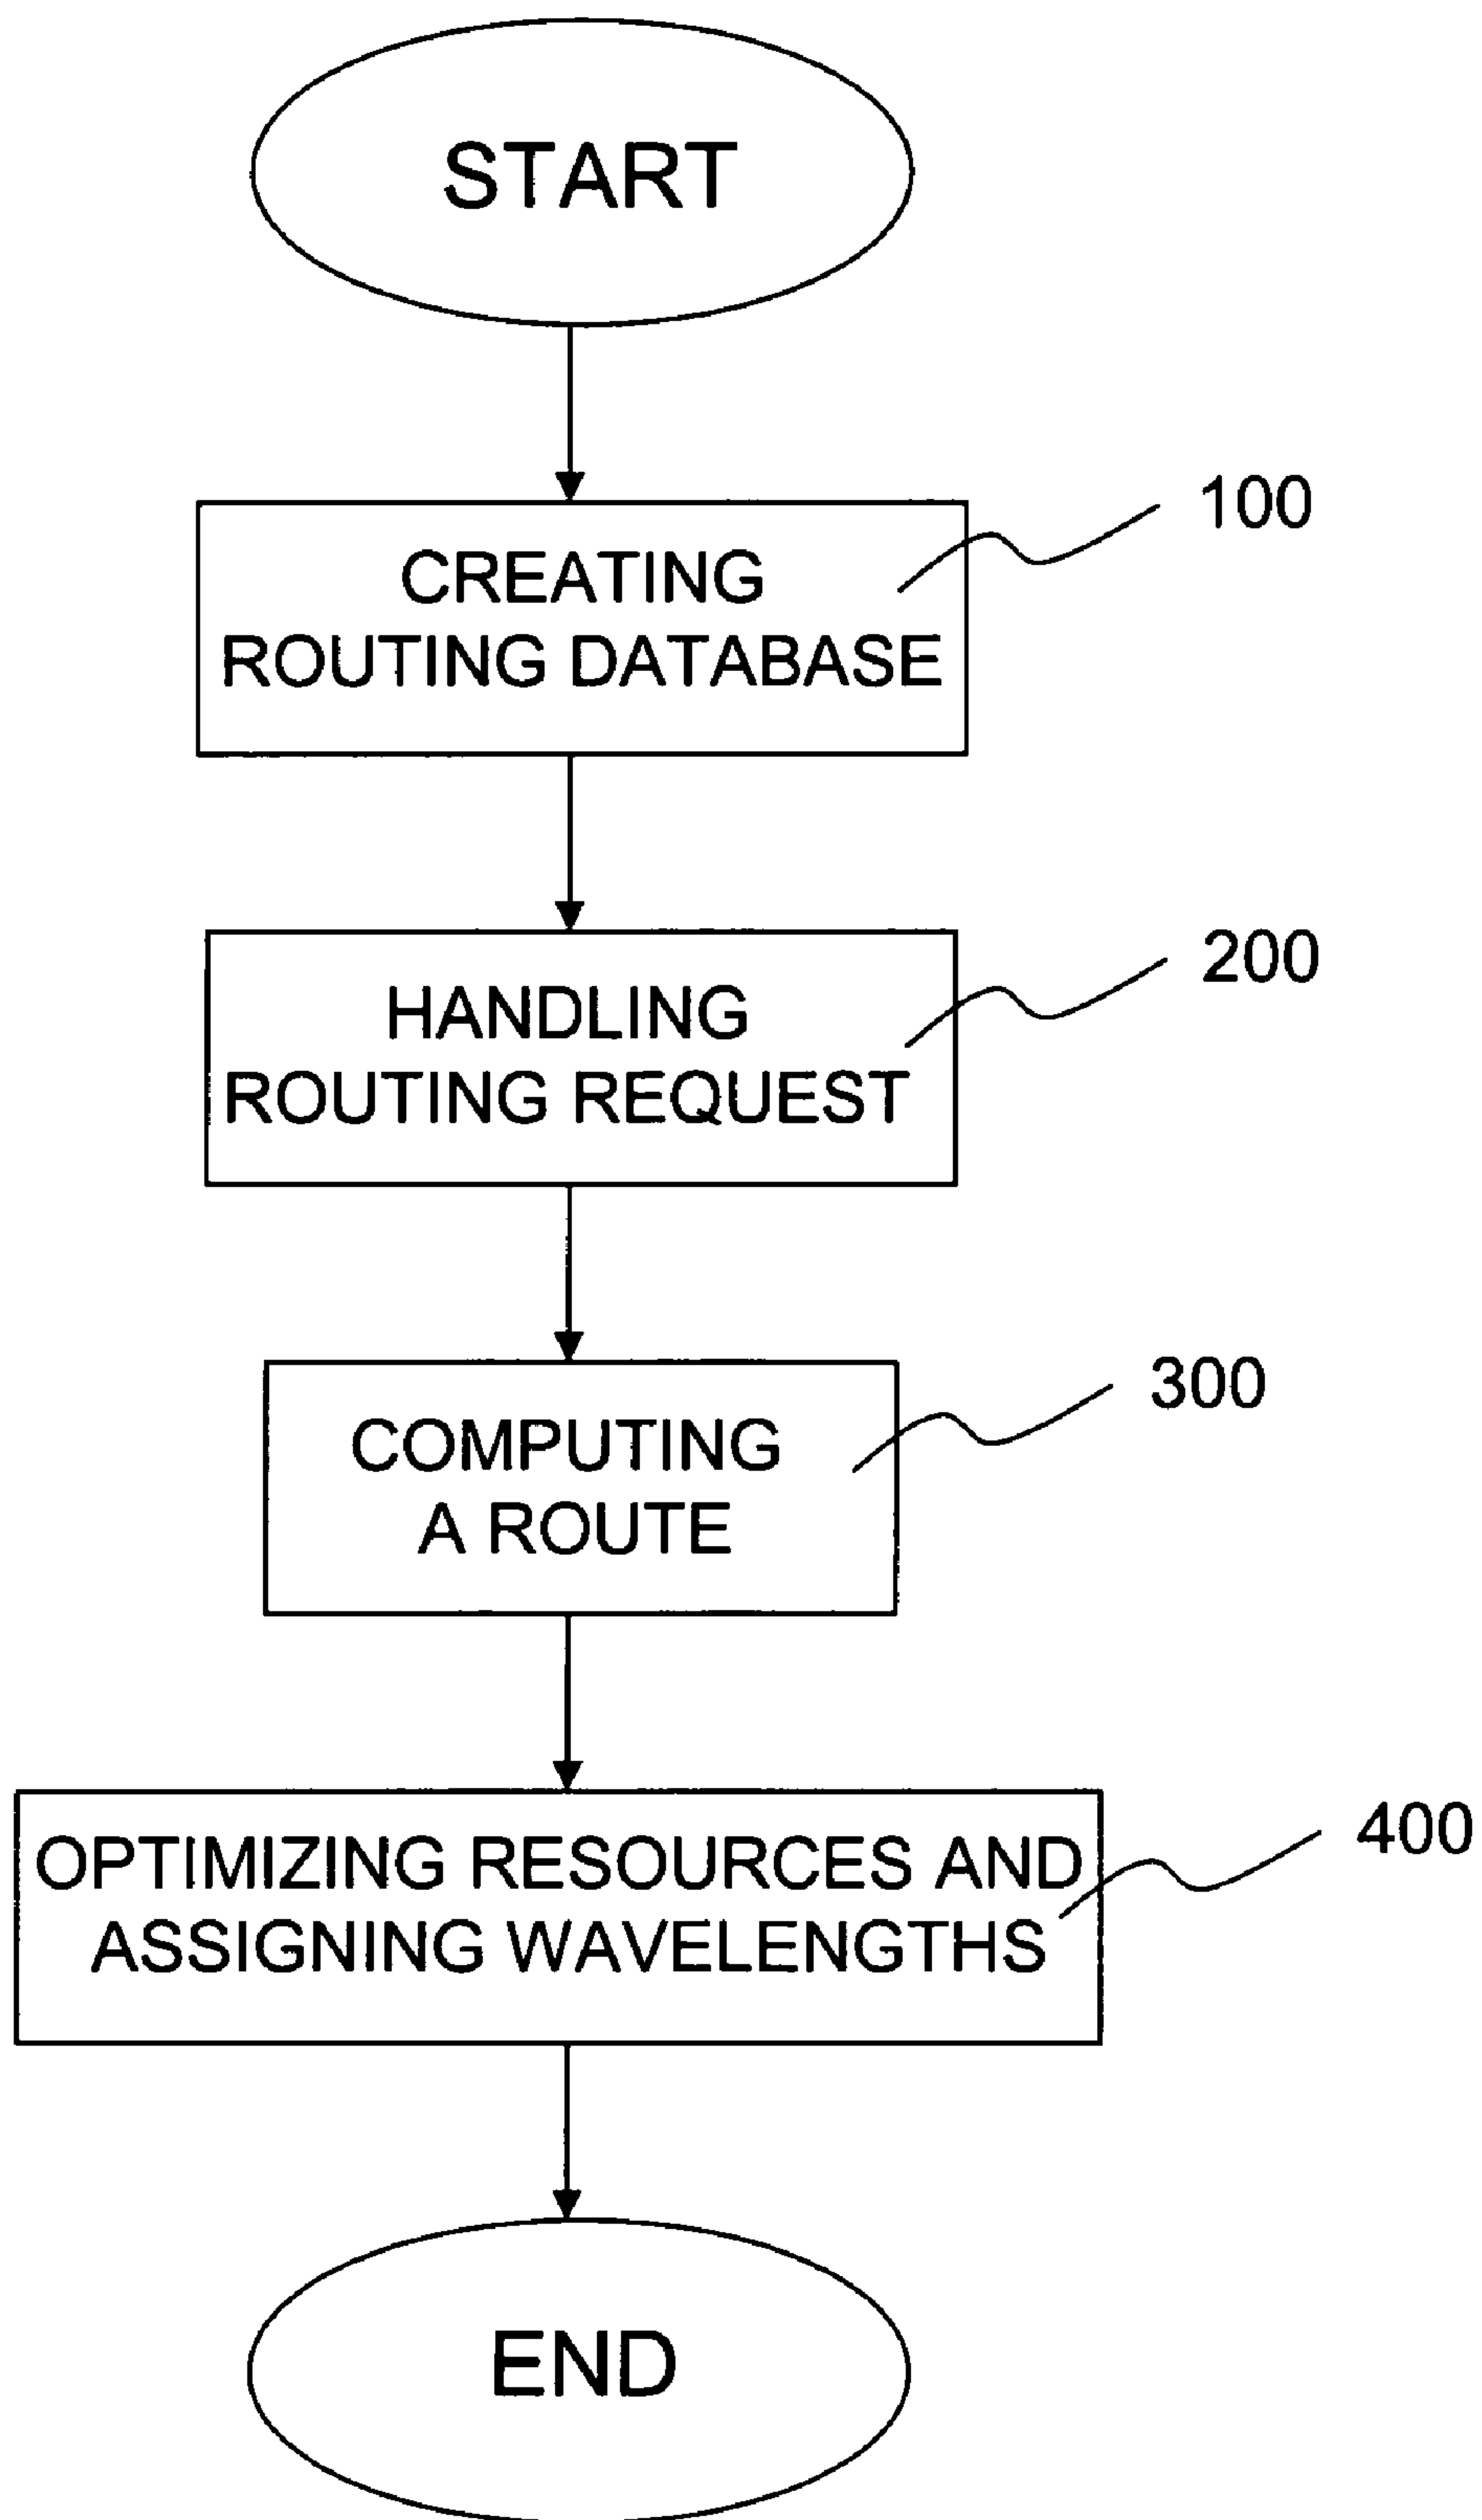 START
100
CREATING
ROUTING DATABASE
200
HANDLING
ROUTING REQUEST
300
COMPUTING
A ROUTE
400
OPTIMIZING RESOURCES AND
ASSIGNING WAVELENGTHS
END